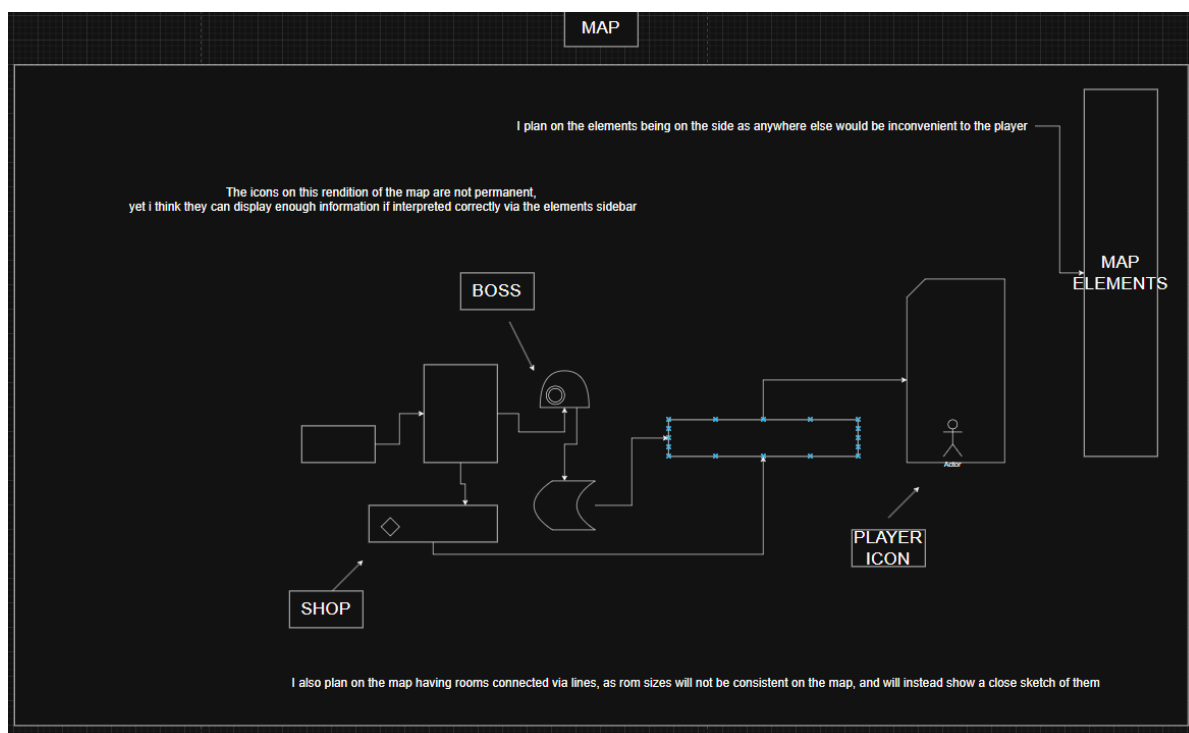 MAP
I plan on the elements being on the side as anywhere else would be inconvenient to the player
The icons on this rendition of the map are not permanent,
yet i think they can display enough information if interpreted correctly via the elements sidebar
MAP
ELEMENTS
BOSS
Actor
PLAYER
ICON
SHOP
I also plan on the map having rooms connected via lines, as rom sizes will not be consistent on the map, and will instead show a close sketch of them